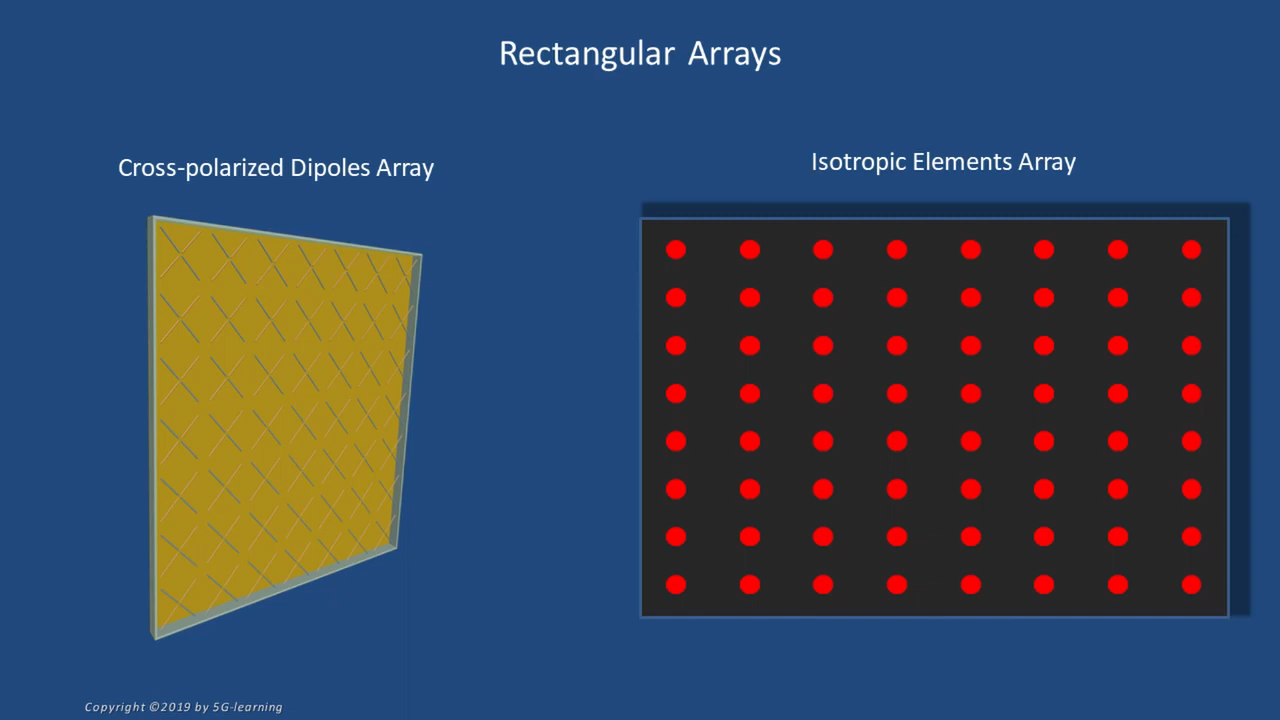 Rectangular Arrays
Cross-polarized Dipoles Array
Isotropic Elements Array
Copyright ©2019 by 5G-learning